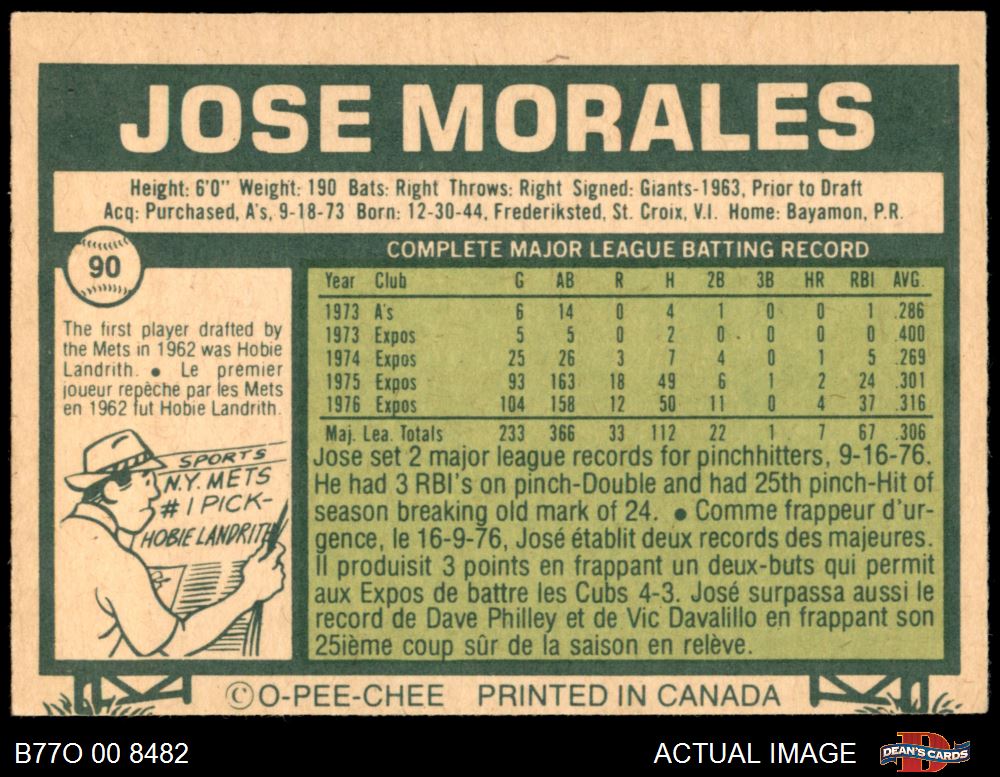 JOSE MORALES
Height: 6'0" Weight: 190 Bats: Right Throws: Right Signed: Giants-1963, Prior to Draft
Acq: Purchased, A's, 9-18-73 Born: 12-30-44, Frederiksted, St. Croix, V.I. Home: Bayamon, P.R.
90
COMPLETE MAJOR LEAGUE BATTING RECORD
Year Club G AB R H 2B 3B HR RBI AVG.
1973 A's 6 14 0 4 1 0 0 1 .286
1973 Expos 5 5 0 2 0 0 0 0 .400
1974 Expos 25 26 3 7 4 0 1 5 .269
1975 Expos 93 163 18 49 6 1 2 24 .301
1976 Expos 104 158 12 50 11 0 4 37 .316
Maj. Lea. Totals 233 366 33 112 22 1 7 67 .306
The first player drafted by
the Mets in 1962 was Hobie
Landrith. • Le premier
joueur repèché par les Mets
en 1962 fut Hobie Landrith.
SPORTS
N.Y. METS
#1 PICK-
HOBIE LANDRITH
Jose set 2 major league records for pinchhitters, 9-16-76.
He had 3 RBI's on pinch-Double and had 25th pinch-Hit of
season breaking old mark of 24. • Comme frappeur d'ur-
gence, le 16-9-76, José établit deux records des majeures.
Il produisit 3 points en frappant un deux-buts qui permit
aux Expos de battre les Cubs 4-3. José surpassa aussi le
record de Dave Philley et de Vic Davalillo en frappant son
25ième coup sûr de la saison en relève.
© O-PEE-CHEE PRINTED IN CANADA
B77O 00 8482
ACTUAL IMAGE
DEAN'S CARDS